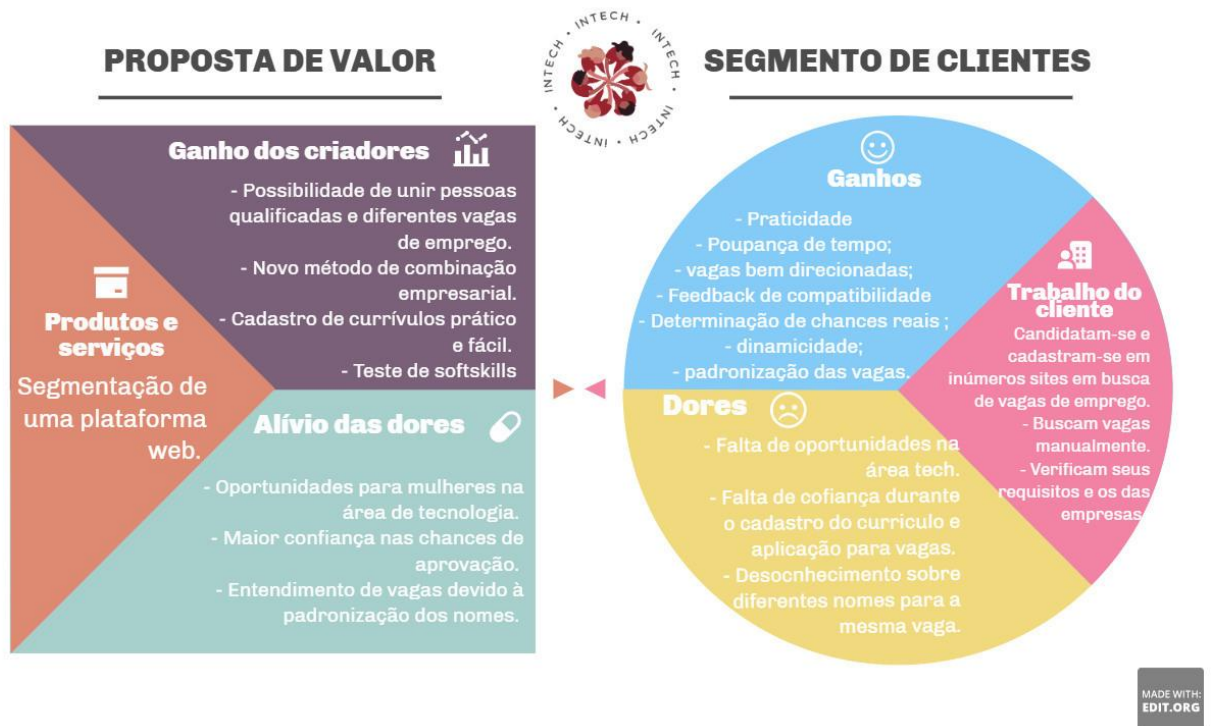 PROPOSTA DE VALOR
INTECH · INTECH · INTECH · INTECH · INTECH ·
SEGMENTO DE CLIENTES
Ganho dos criadores
- Possibilidade de unir pessoas
qualificadas e diferentes vagas
de emprego.
- Novo método de combinação
empresarial.
- Cadastro de currívulos prático
e fácil.
- Teste de softskills
Produtos e
serviços
Segmentação de
uma plataforma
web.
Alívio das dores
- Oportunidades para mulheres na
área de tecnologia.
- Maior confiança nas chances de
aprovação.
- Entendimento de vagas devido à
padronização dos nomes.
Ganhos
- Praticidade
- Poupança de tempo;
- vagas bem direcionadas;
- Feedback de compatibilidade
- Determinação de chances reais ;
- dinamicidade;
- padronização das vagas.
Trabalho do
cliente
Candidatam-se e
cadastram-se em
inúmeros sites em busca
de vagas de emprego.
- Buscam vagas
manualmente.
- Verificam seus
requisitos e os das
empresas.
Dores
- Falta de oportunidades na
área tech.
- Falta de cofiança durante
o cadastro do curriculo e
aplicação para vagas.
- Desocnhecimento sobre
diferentes nomes para a
mesma vaga.
MADE WITH:
EDIT.ORG